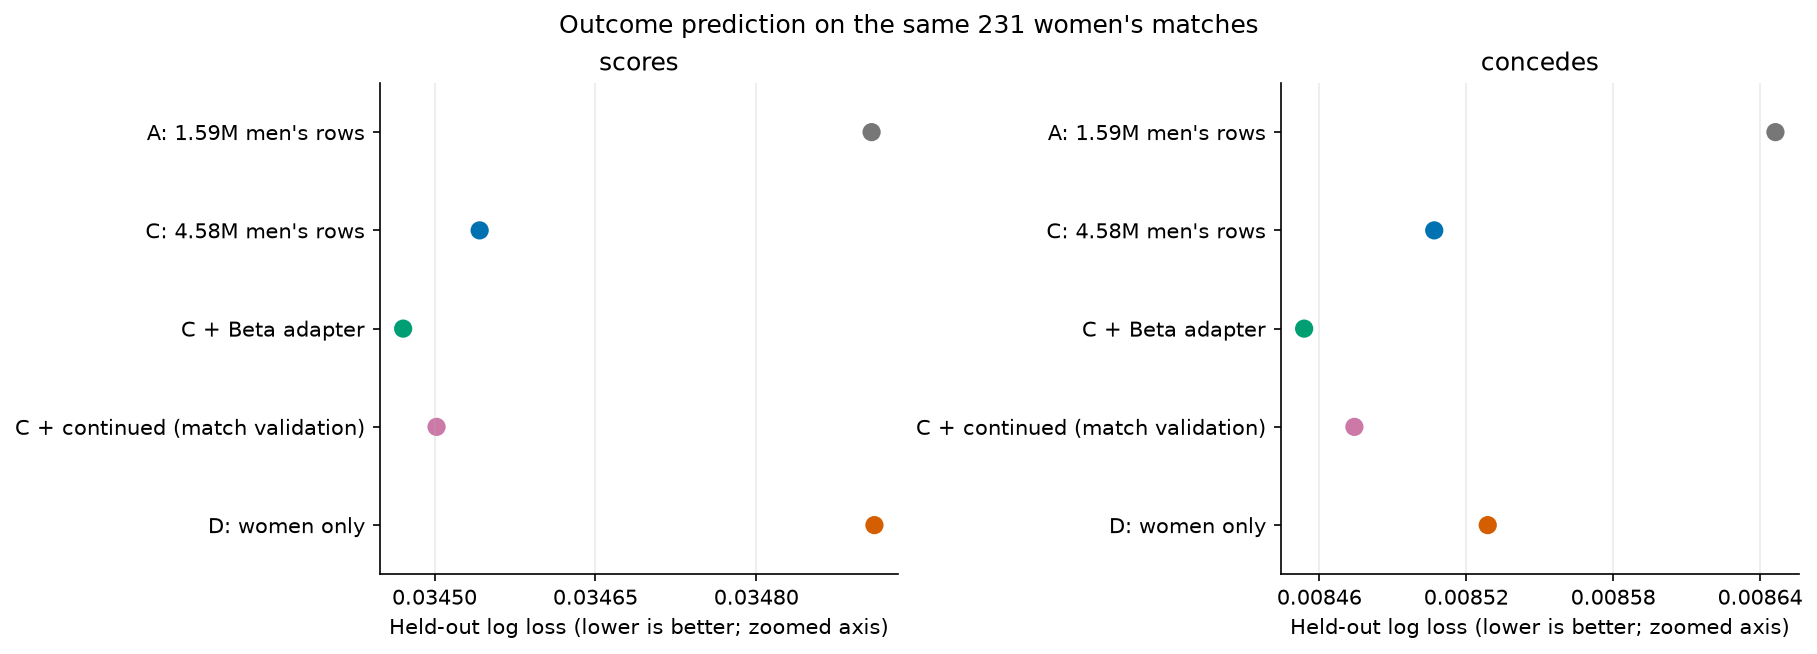 Outcome prediction on the same 231 women's matches
scores
A: 1.59M men's rows
C: 4.58M men's rows
C + Beta adapter
C + continued (match validation)
D: women only
0.03450 0.03465 0.03480
Held-out log loss (lower is better; zoomed axis)
concedes
A: 1.59M men's rows
C: 4.58M men's rows
C + Beta adapter
C + continued (match validation)
D: women only
0.00846 0.00852 0.00858 0.00864
Held-out log loss (lower is better; zoomed axis)